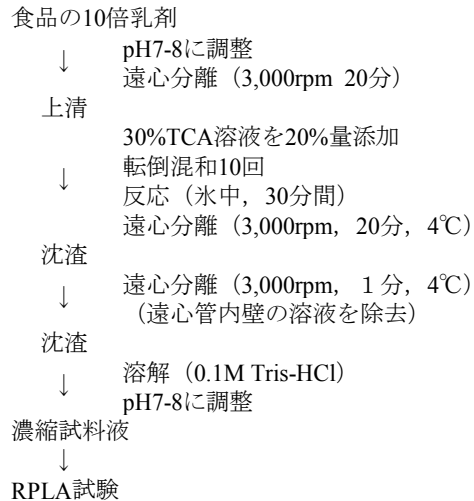 食品の10倍乳剤
↓
pH7-8に調整
遠心分離（3,000rpm 20分）
上清
↓
30%TCA溶液を20%量添加
転倒混和10回
反応（氷中，30分間）
遠心分離（3,000rpm，20分，4℃）
沈渣
↓
遠心分離（3,000rpm，１分，4℃）
（遠心管内壁の溶液を除去）
沈渣
↓
溶解（0.1M Tris-HCl）
pH7-8に調整
濃縮試料液
↓
RPLA試験